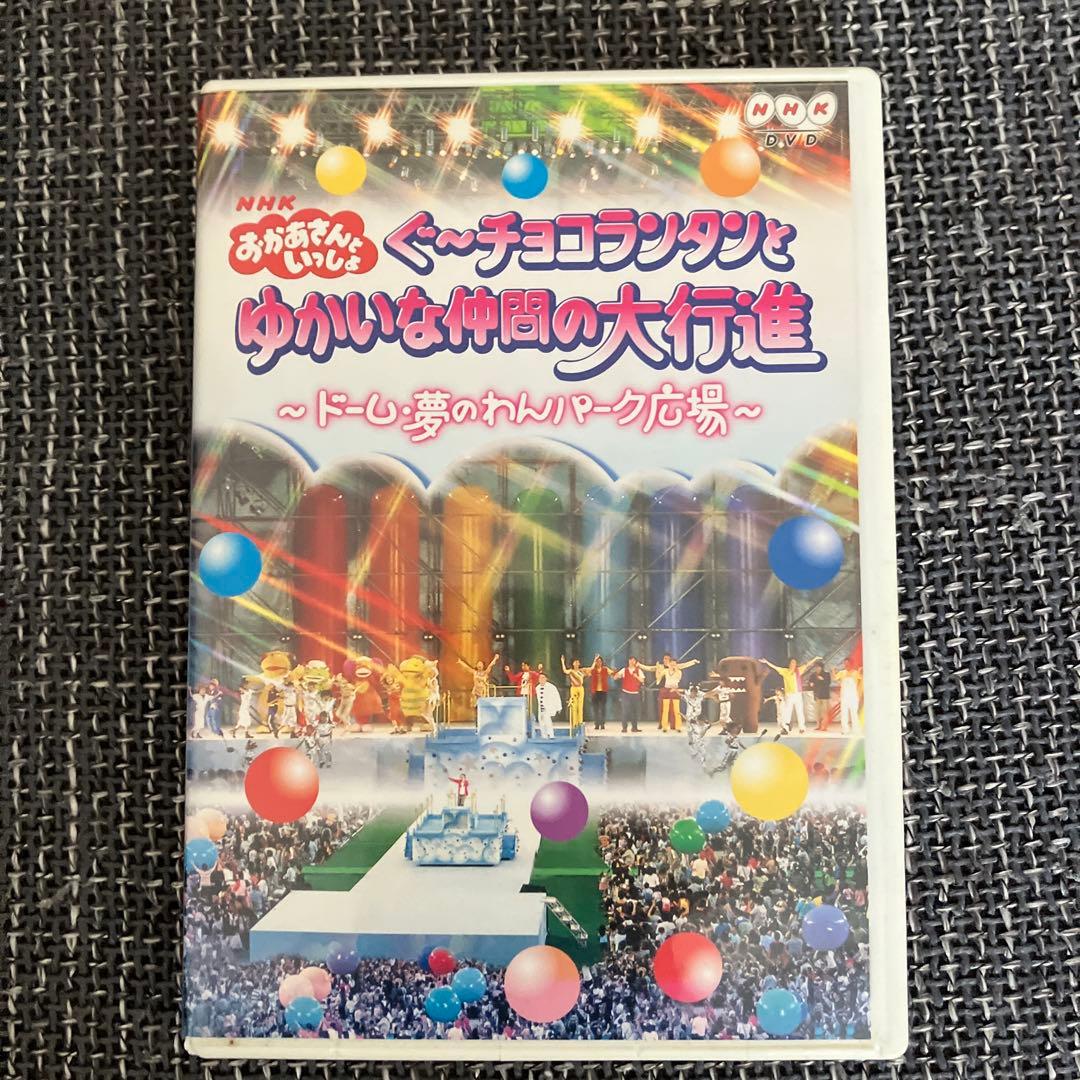 NHK
DVD
NHK
おかあさんと
いっしょ
ぐ〜チョコランタンと
ゆかいな仲間の大行進
〜ドーム・夢のわんパーク広場〜